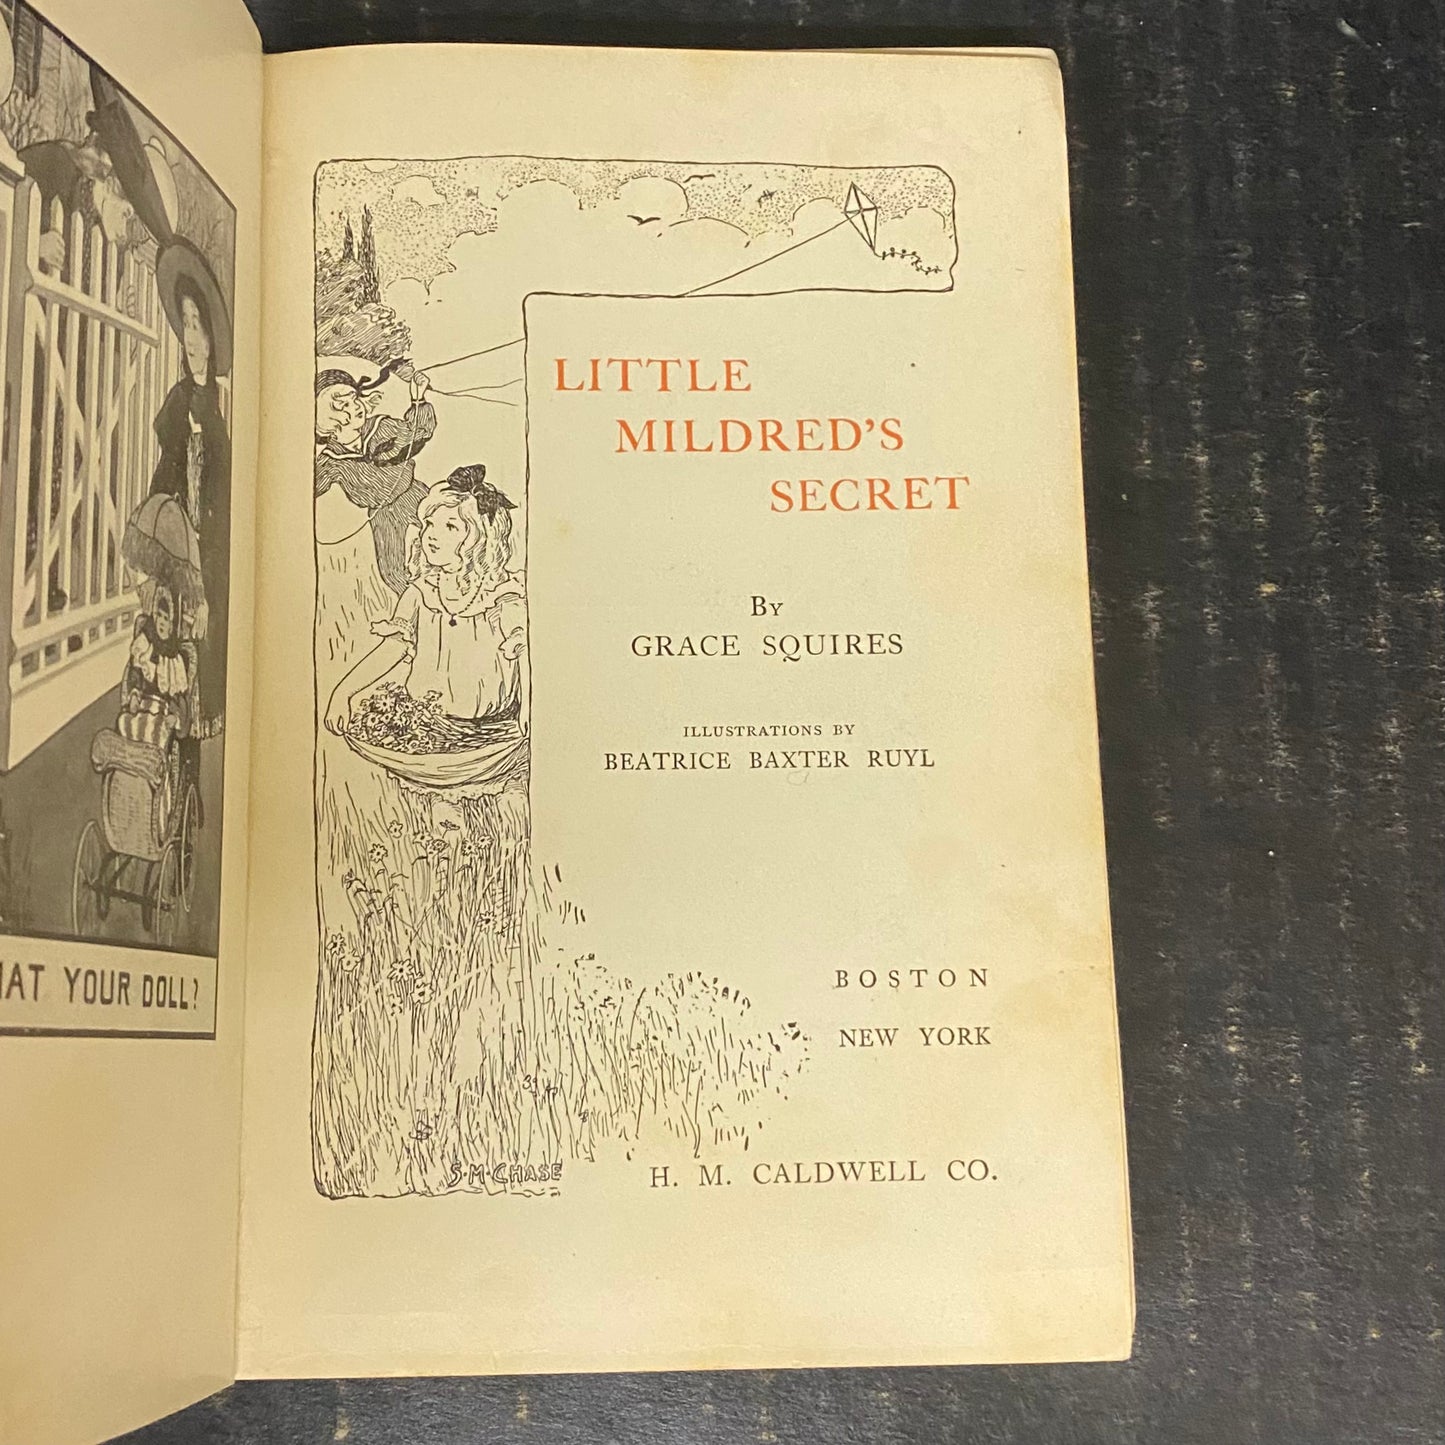 YOUR DOLL?
LITTLE
MILDRED'S
SECRET
By
GRACE SQUIRES
ILLUSTRATIONS BY
BEATRICE BAXTER RUYL
BOSTON
NEW YORK
S.M.CHASE
H. M. CALDWELL CO.